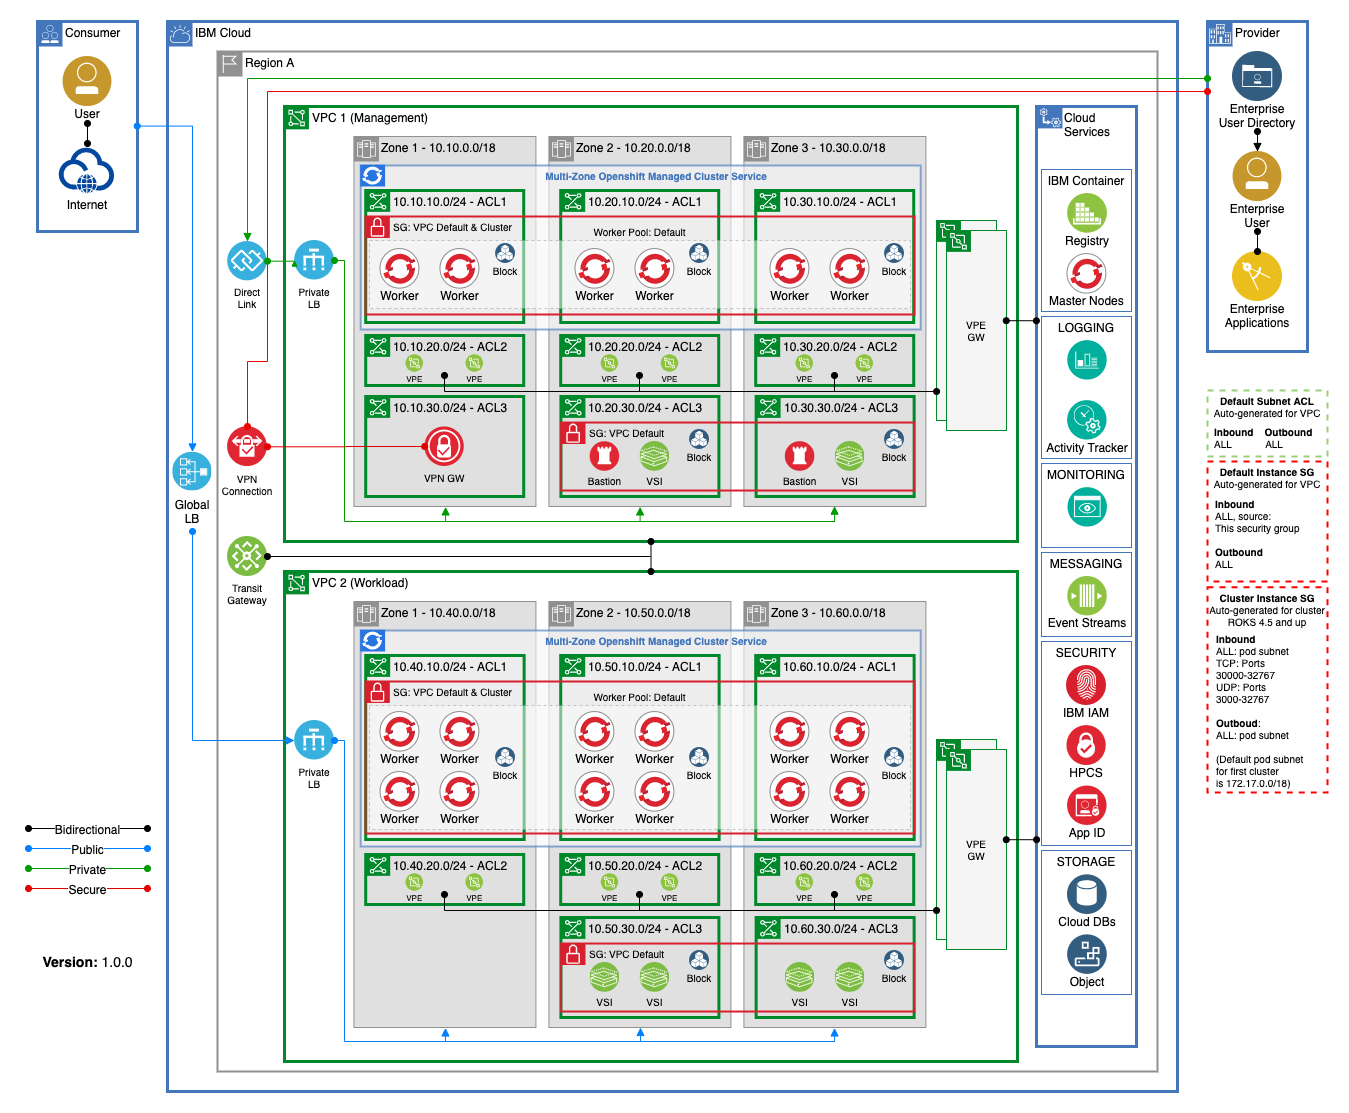 Consumer
User
Internet
IBM Cloud
Region A
Provider
Enterprise
User Directory
Enterprise
User
Enterprise
Applications
VPC 1 (Management)
Zone 1 - 10.10.0.0/18
Zone 2 - 10.20.0.0/18
Zone 3 - 10.30.0.0/18
Multi-Zone Openshift Managed Cluster Service
10.10.10.0/24 - ACL1
10.20.10.0/24 - ACL1
10.30.10.0/24 - ACL1
SG: VPC Default & Cluster
Worker Pool: Default
Block
Block
Block
Worker
Worker
Worker
Worker
Worker
Worker
10.10.20.0/24 - ACL2
10.20.20.0/24 - ACL2
10.30.20.0/24 - ACL2
VPE
VPE
VPE
VPE
VPE
VPE
10.10.30.0/24 - ACL3
10.20.30.0/24 - ACL3
10.30.30.0/24 - ACL3
SG: VPC Default
VPN GW
Bastion
VSI
Block
Bastion
VSI
Block
VPE
GW
Direct
Link
Private
LB
VPN
Connection
Global
LB
Transit
Gateway
VPC 2 (Workload)
Zone 1 - 10.40.0.0/18
Zone 2 - 10.50.0.0/18
Zone 3 - 10.60.0.0/18
Multi-Zone Openshift Managed Cluster Service
10.40.10.0/24 - ACL1
10.50.10.0/24 - ACL1
10.60.10.0/24 - ACL1
SG: VPC Default & Cluster
Worker Pool: Default
Worker
Worker
Worker
Worker
Worker
Worker
Block
Block
Block
Worker
Worker
Worker
Worker
Worker
Worker
10.40.20.0/24 - ACL2
10.50.20.0/24 - ACL2
10.60.20.0/24 - ACL2
VPE
VPE
VPE
VPE
VPE
VPE
10.50.30.0/24 - ACL3
10.60.30.0/24 - ACL3
SG: VPC Default
VSI
VSI
Block
VSI
VSI
Block
VPE
GW
Private
LB
Cloud
Services
IBM Container
Registry
Master Nodes
LOGGING
Activity Tracker
MONITORING
MESSAGING
Event Streams
SECURITY
IBM IAM
HPCS
App ID
STORAGE
Cloud DBs
Object
Default Subnet ACL
Auto-generated for VPC
Inbound Outbound
ALL ALL
Default Instance SG
Auto-generated for VPC
Inbound
ALL, source:
This security group
Outbound
ALL
Cluster Instance SG
Auto-generated for cluster
ROKS 4.5 and up
Inbound
ALL: pod subnet
TCP: Ports
30000-32767
UDP: Ports
3000-32767
Outboud:
ALL: pod subnet
(Default pod subnet
for first cluster
is 172.17.0.0/18)
Bidirectional
Public
Private
Secure
Version: 1.0.0